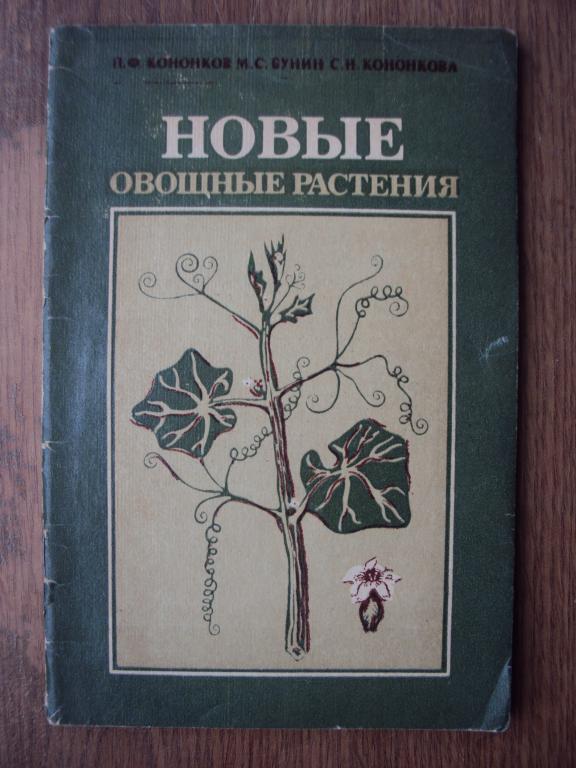 П.Ф. КОНОНКОВ М.С. БУНИН С.Н. КОНОНКОВА
НОВЫЕ
ОВОЩНЫЕ РАСТЕНИЯ